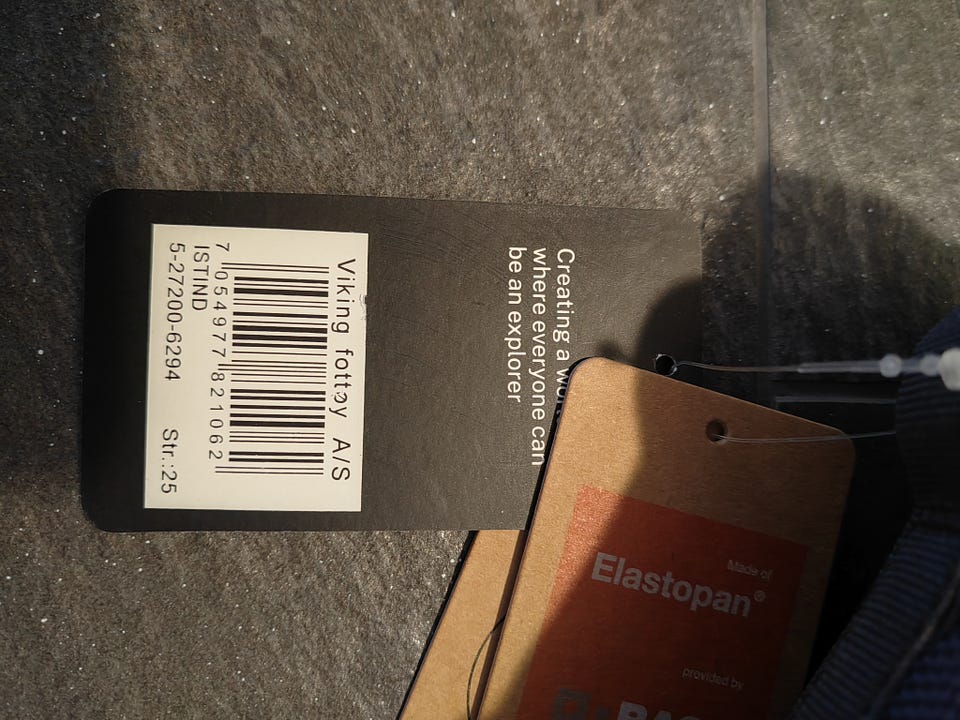 Viking fottøy A/S
7 054977 821062
ISTIND
5-27200-6294 Str.:25
Creating a
where everyone can
be an explorer
Made of
Elastopan®
provided by